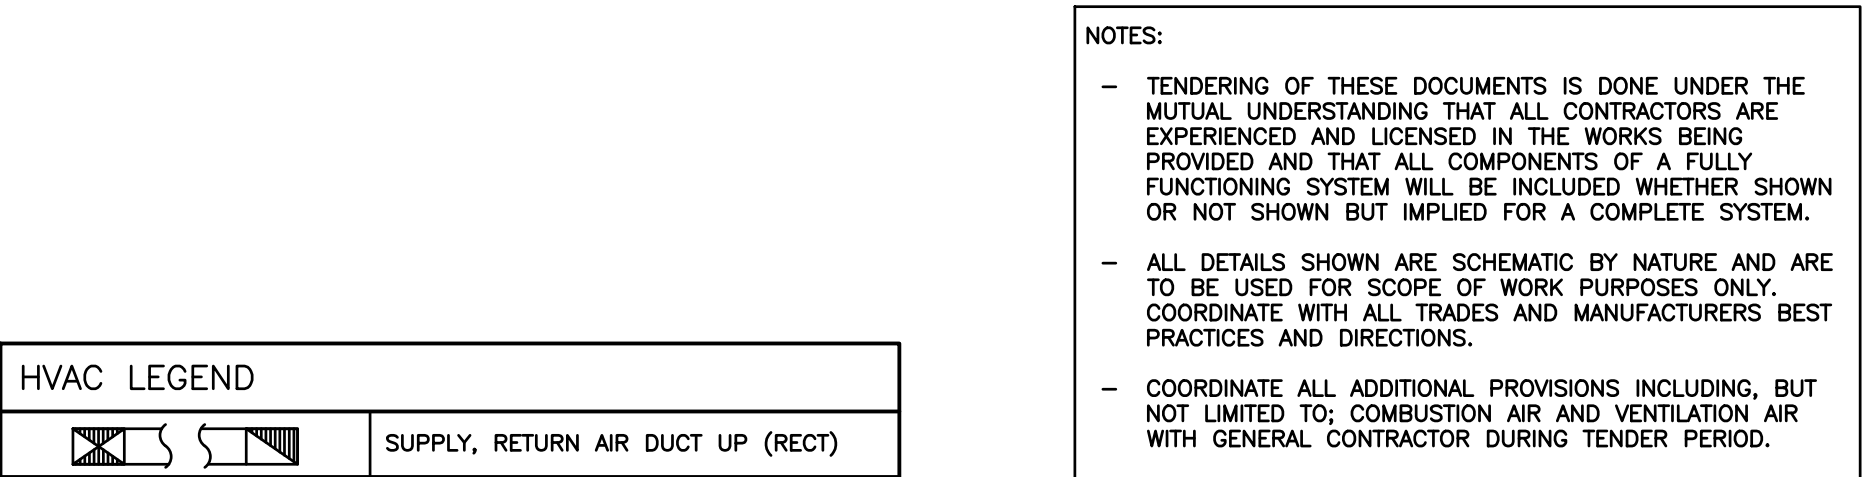 NOTES:
– TENDERING OF THESE DOCUMENTS IS DONE UNDER THE
MUTUAL UNDERSTANDING THAT ALL CONTRACTORS ARE
EXPERIENCED AND LICENSED IN THE WORKS BEING
PROVIDED AND THAT ALL COMPONENTS OF A FULLY
FUNCTIONING SYSTEM WILL BE INCLUDED WHETHER SHOWN
OR NOT SHOWN BUT IMPLIED FOR A COMPLETE SYSTEM.
– ALL DETAILS SHOWN ARE SCHEMATIC BY NATURE AND ARE
TO BE USED FOR SCOPE OF WORK PURPOSES ONLY.
COORDINATE WITH ALL TRADES AND MANUFACTURERS BEST
PRACTICES AND DIRECTIONS.
– COORDINATE ALL ADDITIONAL PROVISIONS INCLUDING, BUT
NOT LIMITED TO; COMBUSTION AIR AND VENTILATION AIR
WITH GENERAL CONTRACTOR DURING TENDER PERIOD.
HVAC LEGEND
SUPPLY, RETURN AIR DUCT UP (RECT)